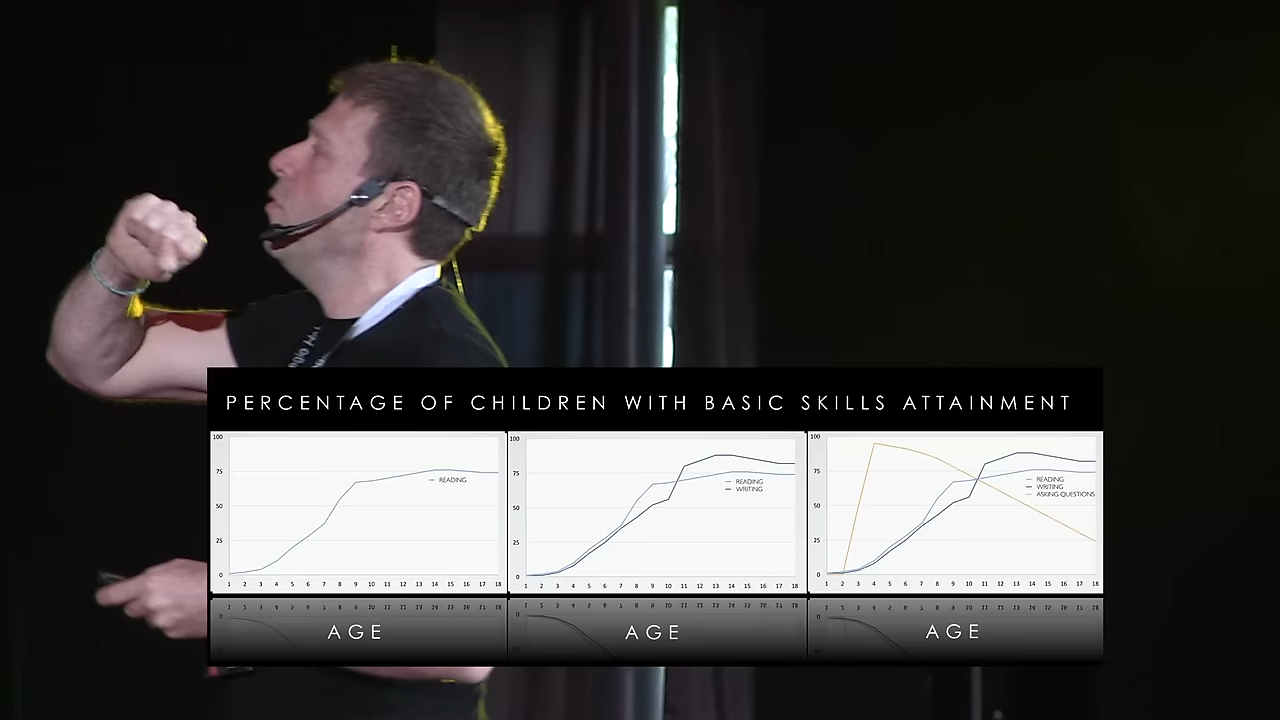 PERCENTAGE OF CHILDREN WITH BASIC SKILLS ATTAINMENT
100
75
50
25
0
READING
1 2 3 4 5 6 7 8 9 10 11 12 13 14 15 16 17 18
AGE
100
75
50
25
0
READING
WRITING
1 2 3 4 5 6 7 8 9 10 11 12 13 14 15 16 17 18
AGE
100
75
50
25
0
READING
WRITING
ASKING QUESTIONS
1 2 3 4 5 6 7 8 9 10 11 12 13 14 15 16 17 18
AGE